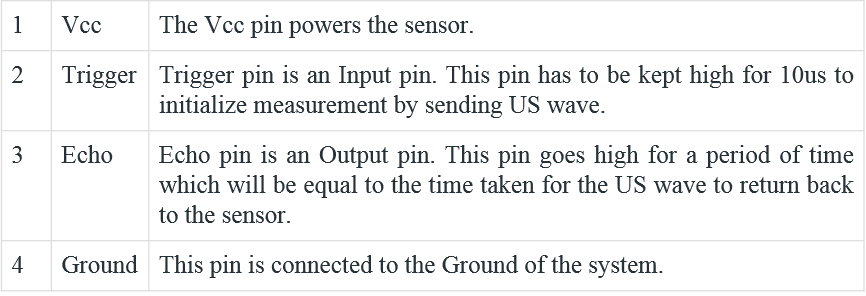 1 Vcc The Vcc pin powers the sensor.
2 Trigger Trigger pin is an Input pin. This pin has to be kept high for 10us to
initialize measurement by sending US wave.
3 Echo Echo pin is an Output pin. This pin goes high for a period of time
which will be equal to the time taken for the US wave to return back
to the sensor.
4 Ground This pin is connected to the Ground of the system.